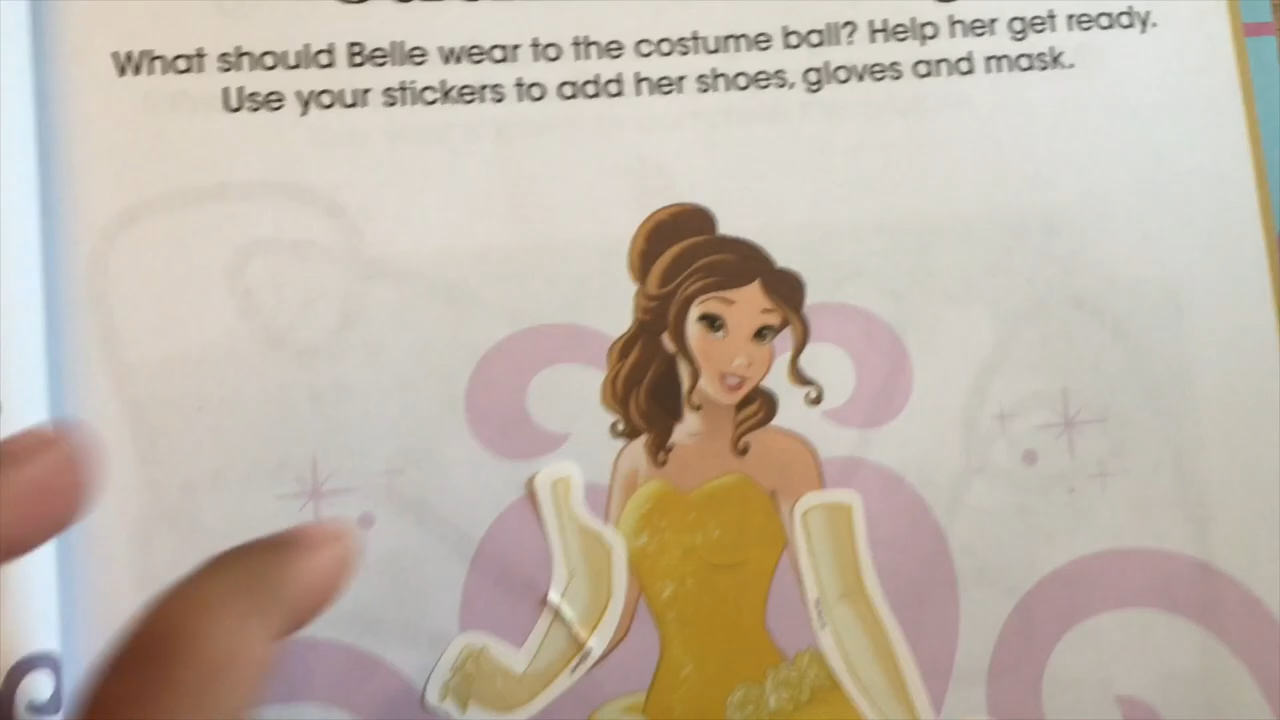 What should Belle wear to the costume ball? Help her get ready.
Use your stickers to add her shoes, gloves and mask.